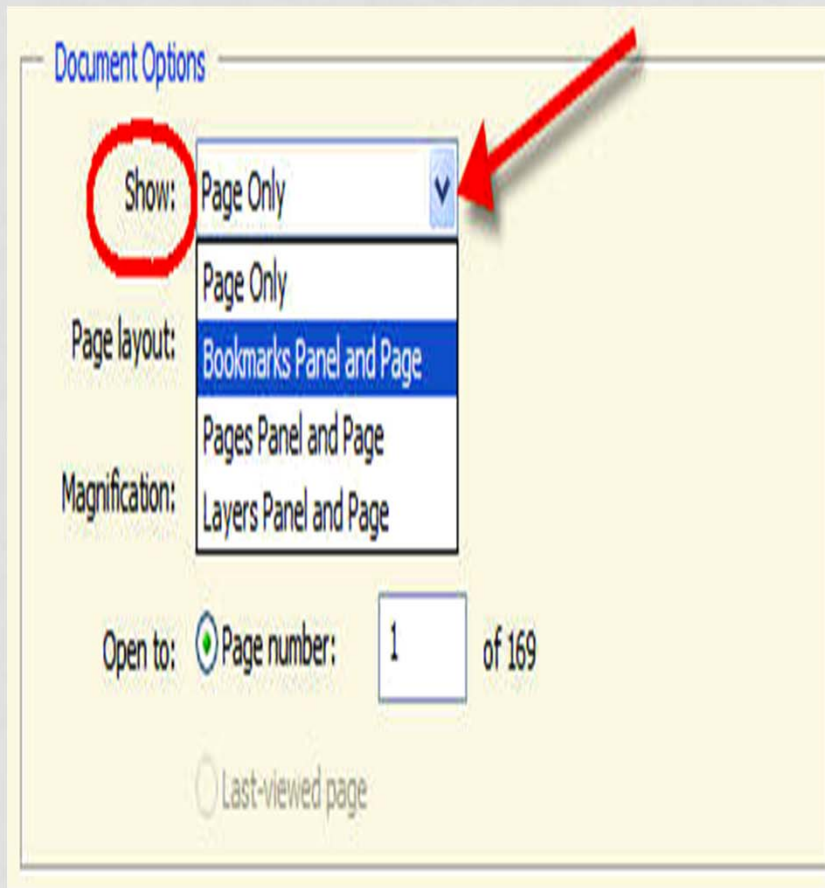 Document Options
Show: Page Only
Page Only
Page layout:
Bookmarks Panel and Page
Pages Panel and Page
Magnification:
Layers Panel and Page
Open to: Page number: 1 of 169
Last-viewed page